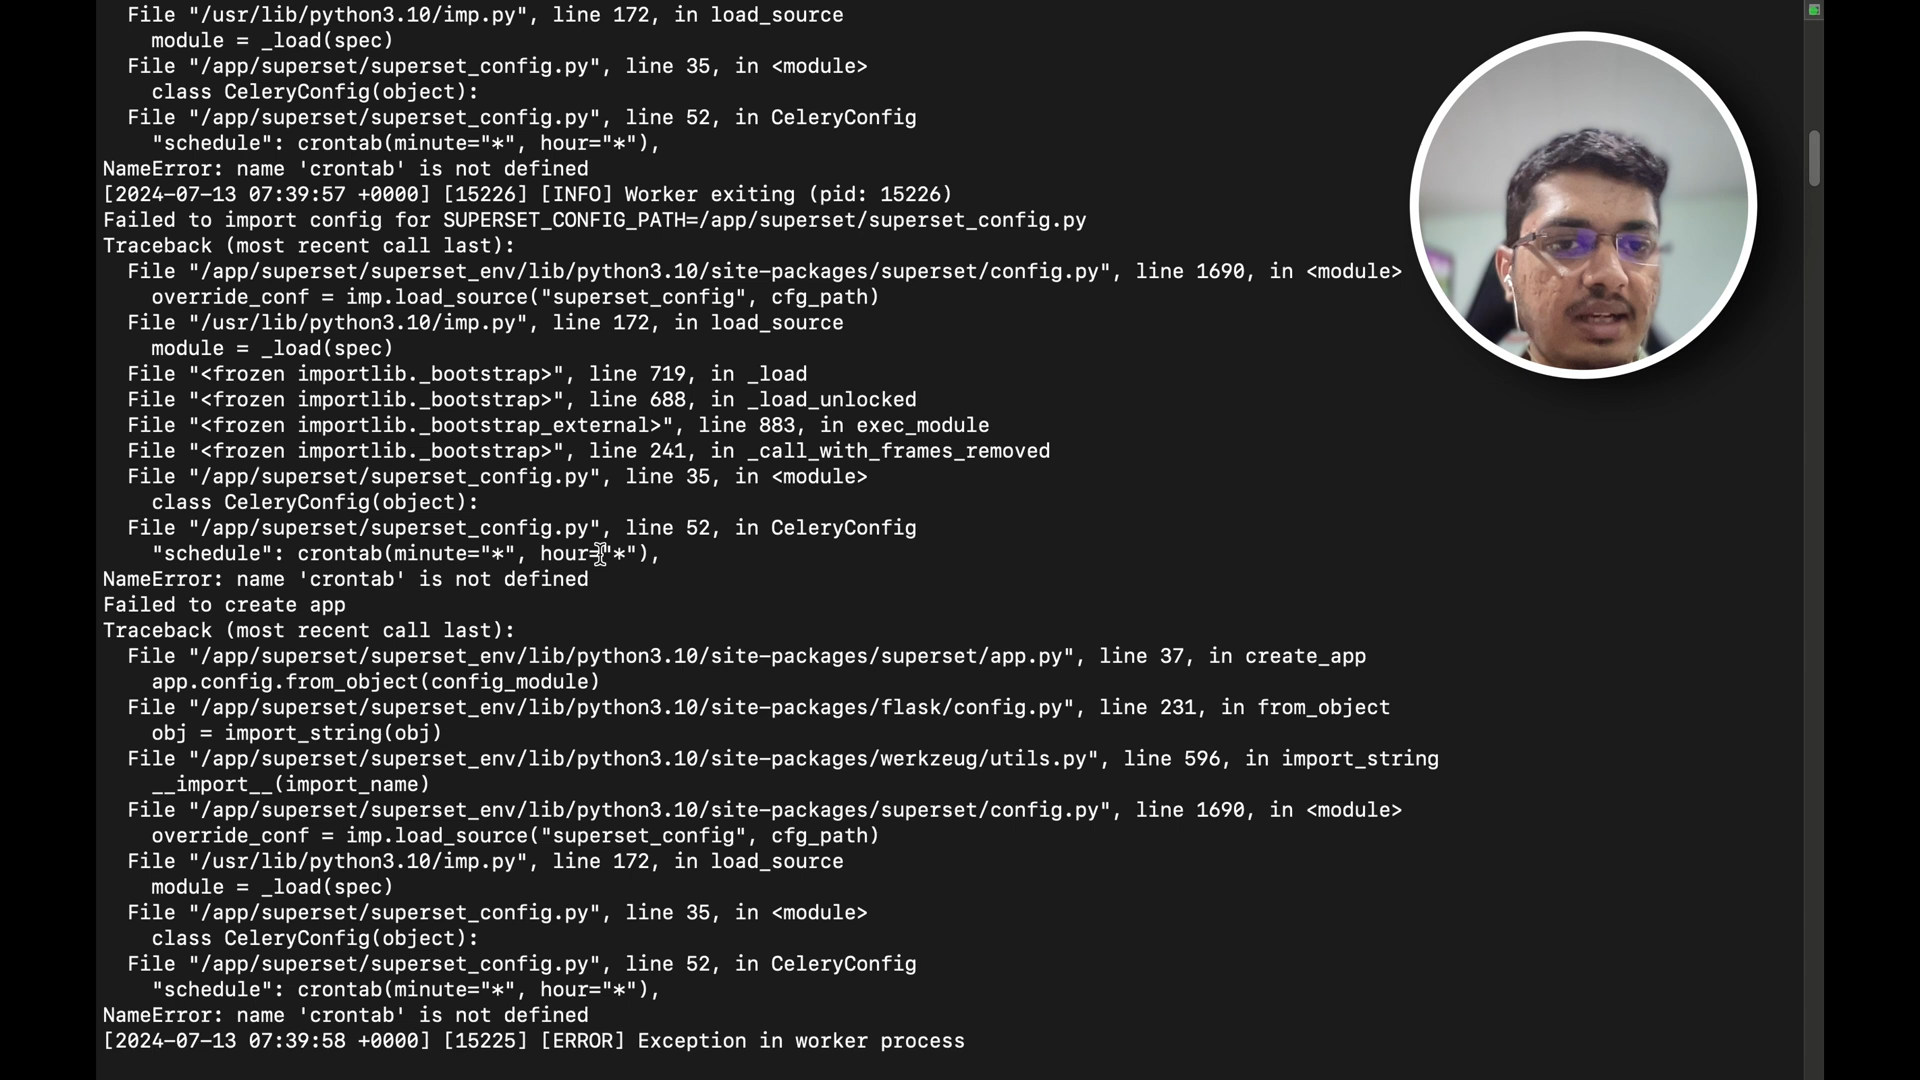 File "/usr/lib/python3.10/imp.py", line 172, in load_source
module = _load(spec)
File "/app/superset/superset_config.py", line 35, in <module>
class CeleryConfig(object):
File "/app/superset/superset_config.py", line 52, in CeleryConfig
"schedule": crontab(minute="*", hour="*"),
NameError: name 'crontab' is not defined
[2024-07-13 07:39:57 +0000] [15226] [INFO] Worker exiting (pid: 15226)
Failed to import config for SUPERSET_CONFIG_PATH=/app/superset/superset_config.py
Traceback (most recent call last):
File "/app/superset/superset_env/lib/python3.10/site-packages/superset/config.py", line 1690, in <module>
override_conf = imp.load_source("superset_config", cfg_path)
File "/usr/lib/python3.10/imp.py", line 172, in load_source
module = _load(spec)
File "<frozen importlib._bootstrap>", line 719, in _load
File "<frozen importlib._bootstrap>", line 688, in _load_unlocked
File "<frozen importlib._bootstrap_external>", line 883, in exec_module
File "<frozen importlib._bootstrap>", line 241, in _call_with_frames_removed
File "/app/superset/superset_config.py", line 35, in <module>
class CeleryConfig(object):
File "/app/superset/superset_config.py", line 52, in CeleryConfig
"schedule": crontab(minute="*", hour="*"),
NameError: name 'crontab' is not defined
Failed to create app
Traceback (most recent call last):
File "/app/superset/superset_env/lib/python3.10/site-packages/superset/app.py", line 37, in create_app
app.config.from_object(config_module)
File "/app/superset/superset_env/lib/python3.10/site-packages/flask/config.py", line 231, in from_object
obj = import_string(obj)
File "/app/superset/superset_env/lib/python3.10/site-packages/werkzeug/utils.py", line 596, in import_string
__import__(import_name)
File "/app/superset/superset_env/lib/python3.10/site-packages/superset/config.py", line 1690, in <module>
override_conf = imp.load_source("superset_config", cfg_path)
File "/usr/lib/python3.10/imp.py", line 172, in load_source
module = _load(spec)
File "/app/superset/superset_config.py", line 35, in <module>
class CeleryConfig(object):
File "/app/superset/superset_config.py", line 52, in CeleryConfig
"schedule": crontab(minute="*", hour="*"),
NameError: name 'crontab' is not defined
[2024-07-13 07:39:58 +0000] [15225] [ERROR] Exception in worker process